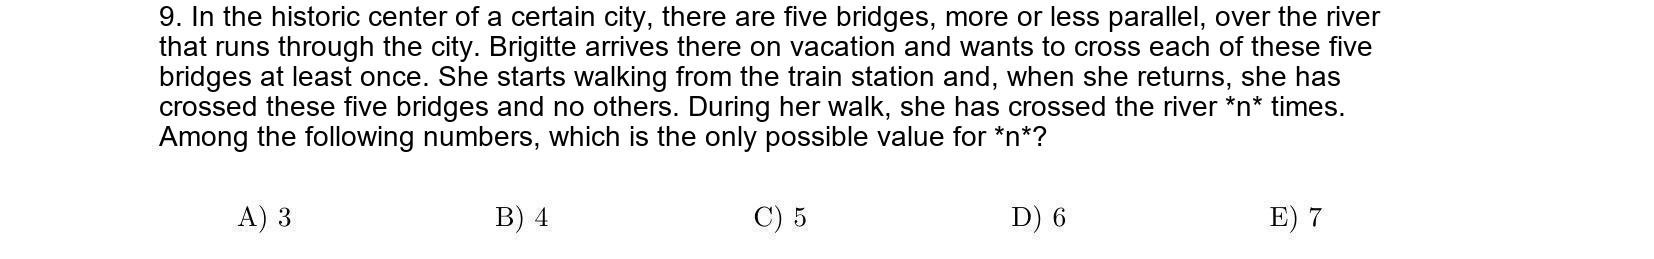 9. In the historic center of a certain city, there are five bridges, more or less parallel, over the river
that runs through the city. Brigitte arrives there on vacation and wants to cross each of these five
bridges at least once. She starts walking from the train station and, when she returns, she has
crossed these five bridges and no others. During her walk, she has crossed the river *n* times.
Among the following numbers, which is the only possible value for *n*?
A) 3 B) 4 C) 5 D) 6 E) 7